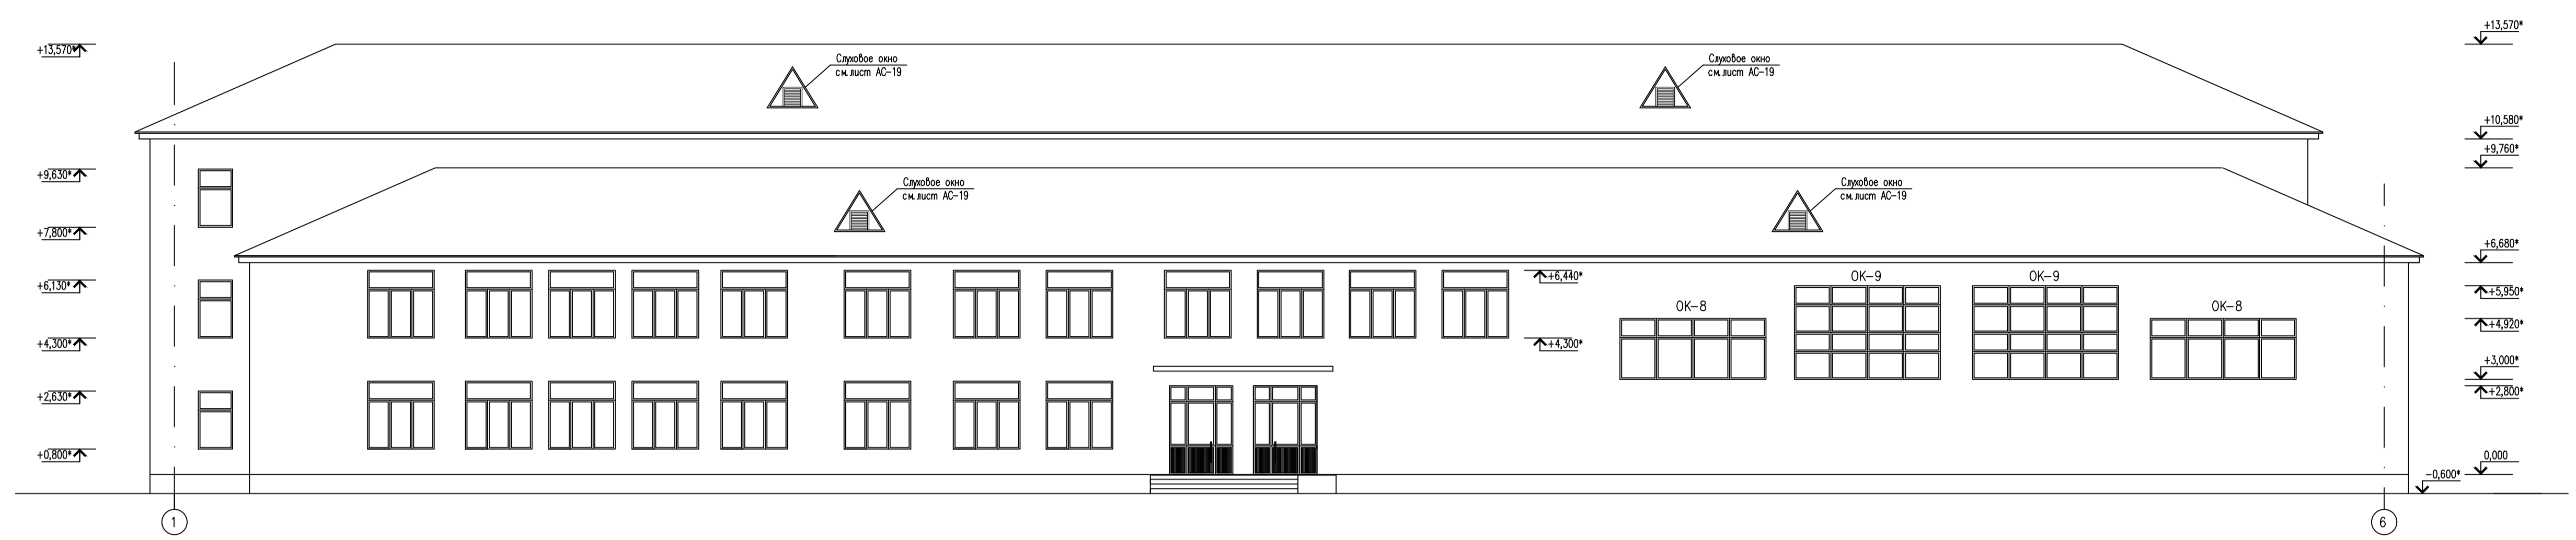 +13,570*
+9,630*
+7,800*
+6,130*
+4,300*
+2,630*
+0,800*
Слуховое окно
см.лист АС-19
Слуховое окно
см.лист АС-19
Слуховое окно
см.лист АС-19
Слуховое окно
см.лист АС-19
+6,440*
+4,300*
ОК-8
ОК-9
ОК-9
ОК-8
+13,570*
+10,580*
+9,760*
+6,680*
+5,950*
+4,920*
+3,000*
+2,800*
0,000
-0,600*
1
6